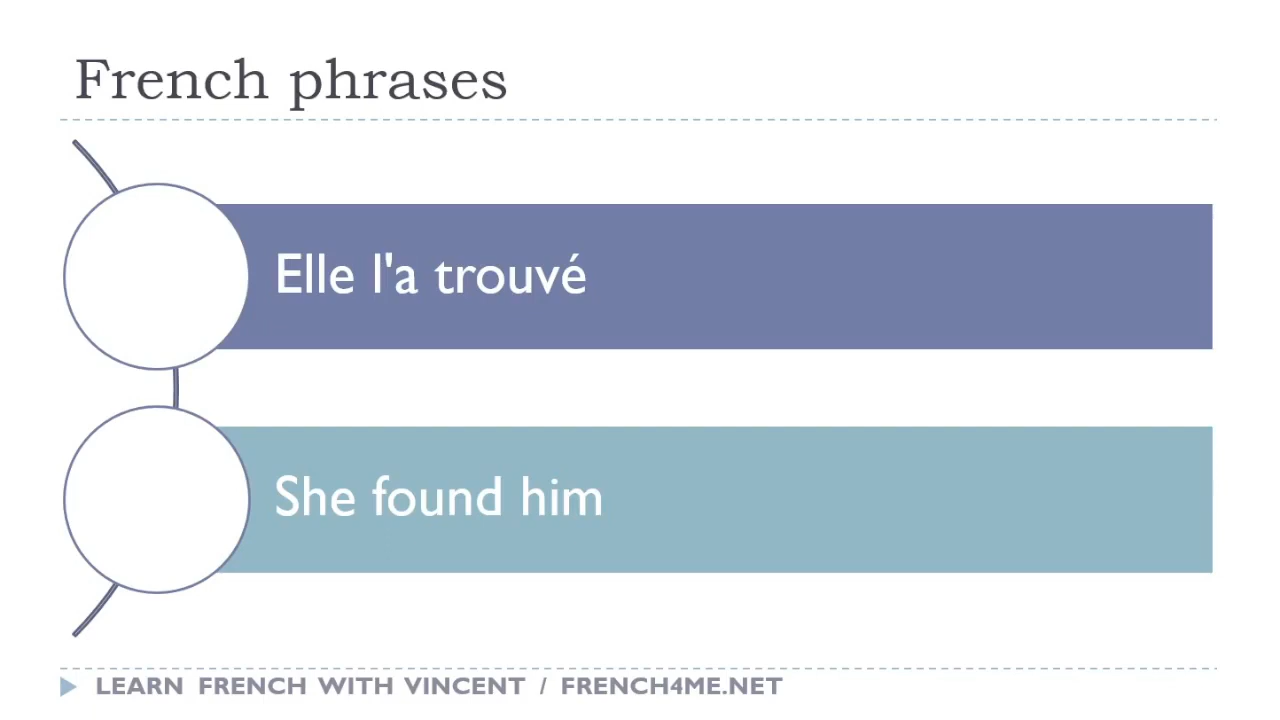 French phrases
Elle l'a trouvé
She found him
LEARN FRENCH WITH VINCENT / FRENCH4ME.NET